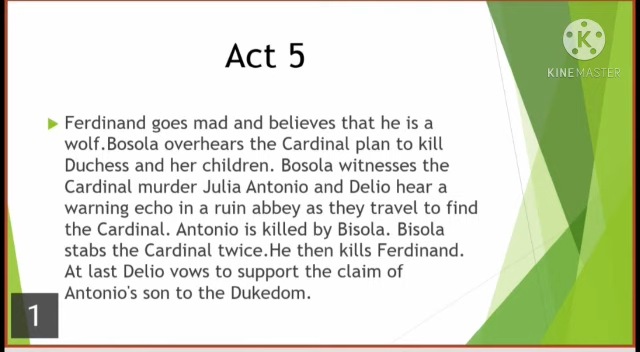 Act 5
KINEMASTER
Ferdinand goes mad and believes that he is a
wolf.Bosola overhears the Cardinal plan to kill
Duchess and her children. Bosola witnesses the
Cardinal murder Julia Antonio and Delio hear a
warning echo in a ruin abbey as they travel to find
the Cardinal. Antonio is killed by Bisola. Bisola
stabs the Cardinal twice.He then kills Ferdinand.
At last Delio vows to support the claim of
Antonio's son to the Dukedom.
1